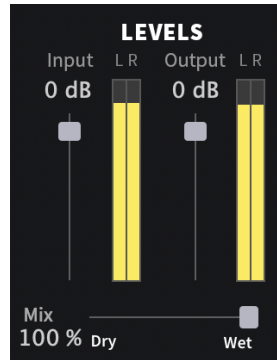 LEVELS
Input L R Output L R
0 dB 0 dB
Mix
100 % Dry Wet